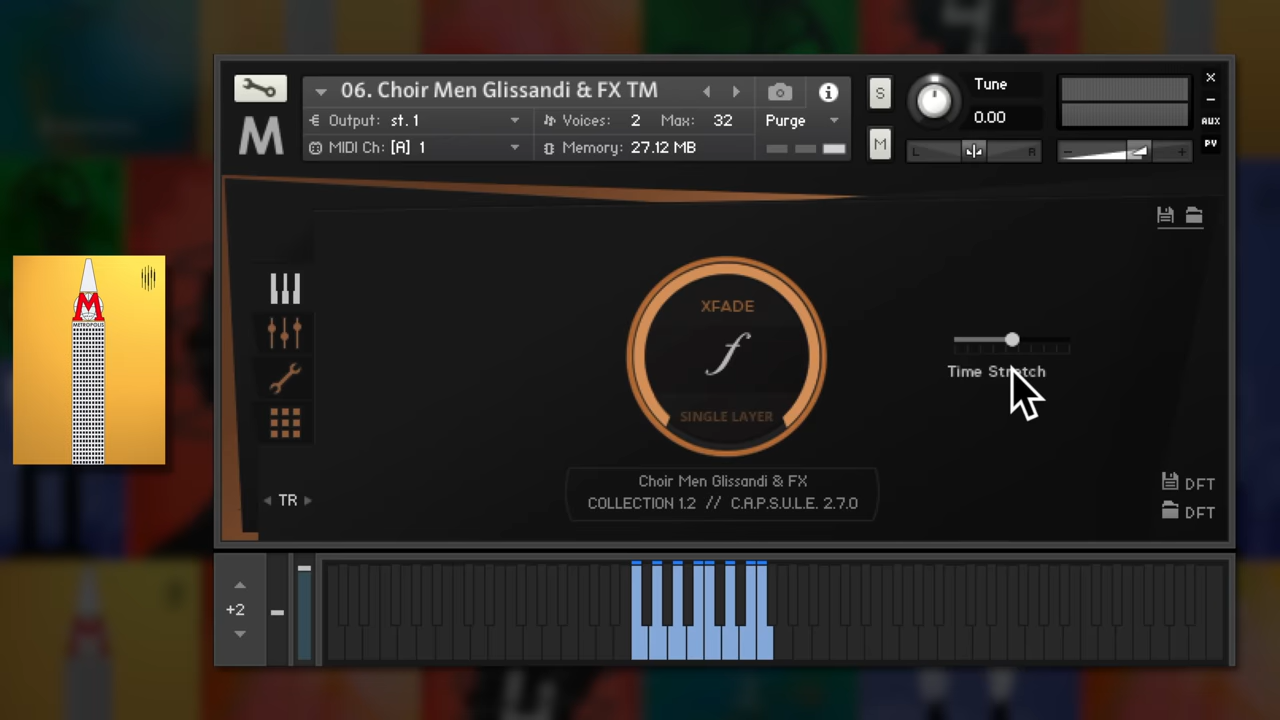 06. Choir Men Glissandi & FX TM
Output: st. 1
Voices: 2 Max: 32
Purge
MIDI Ch: [A] 1
Memory: 27.12 MB
S
M
Tune
0.00
L
R
AUX
PV
M
XFADE
f
SINGLE LAYER
Time Stretch
Choir Men Glissandi & FX
COLLECTION 1.2 // C.A.P.S.U.L.E. 2.7.0
TR
DFT
DFT
+2
M
METROPOLIS